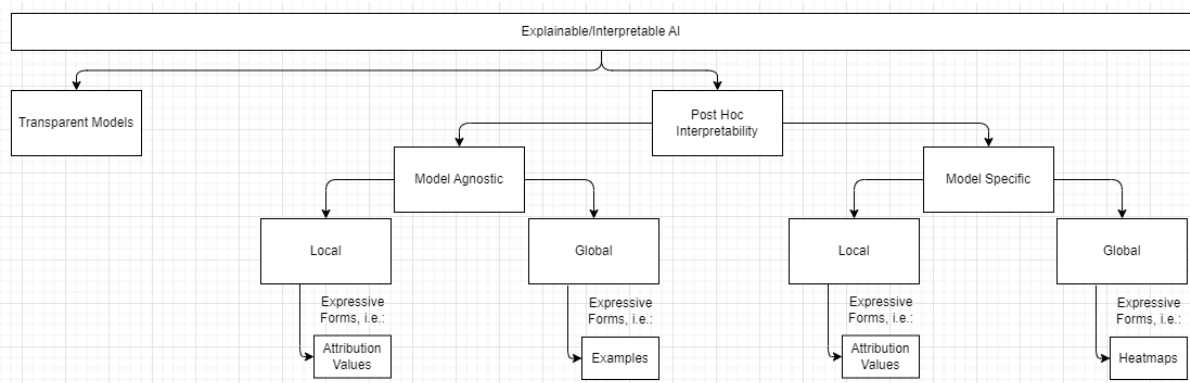 Explainable/Interpretable AI
Transparent Models
Post Hoc
Interpretability
Model Agnostic
Model Specific
Local
Global
Local
Global
Expressive
Forms, i.e.:
Expressive
Forms, i.e.:
Expressive
Forms, i.e.:
Expressive
Forms, i.e.:
Attribution
Values
Examples
Attribution
Values
Heatmaps